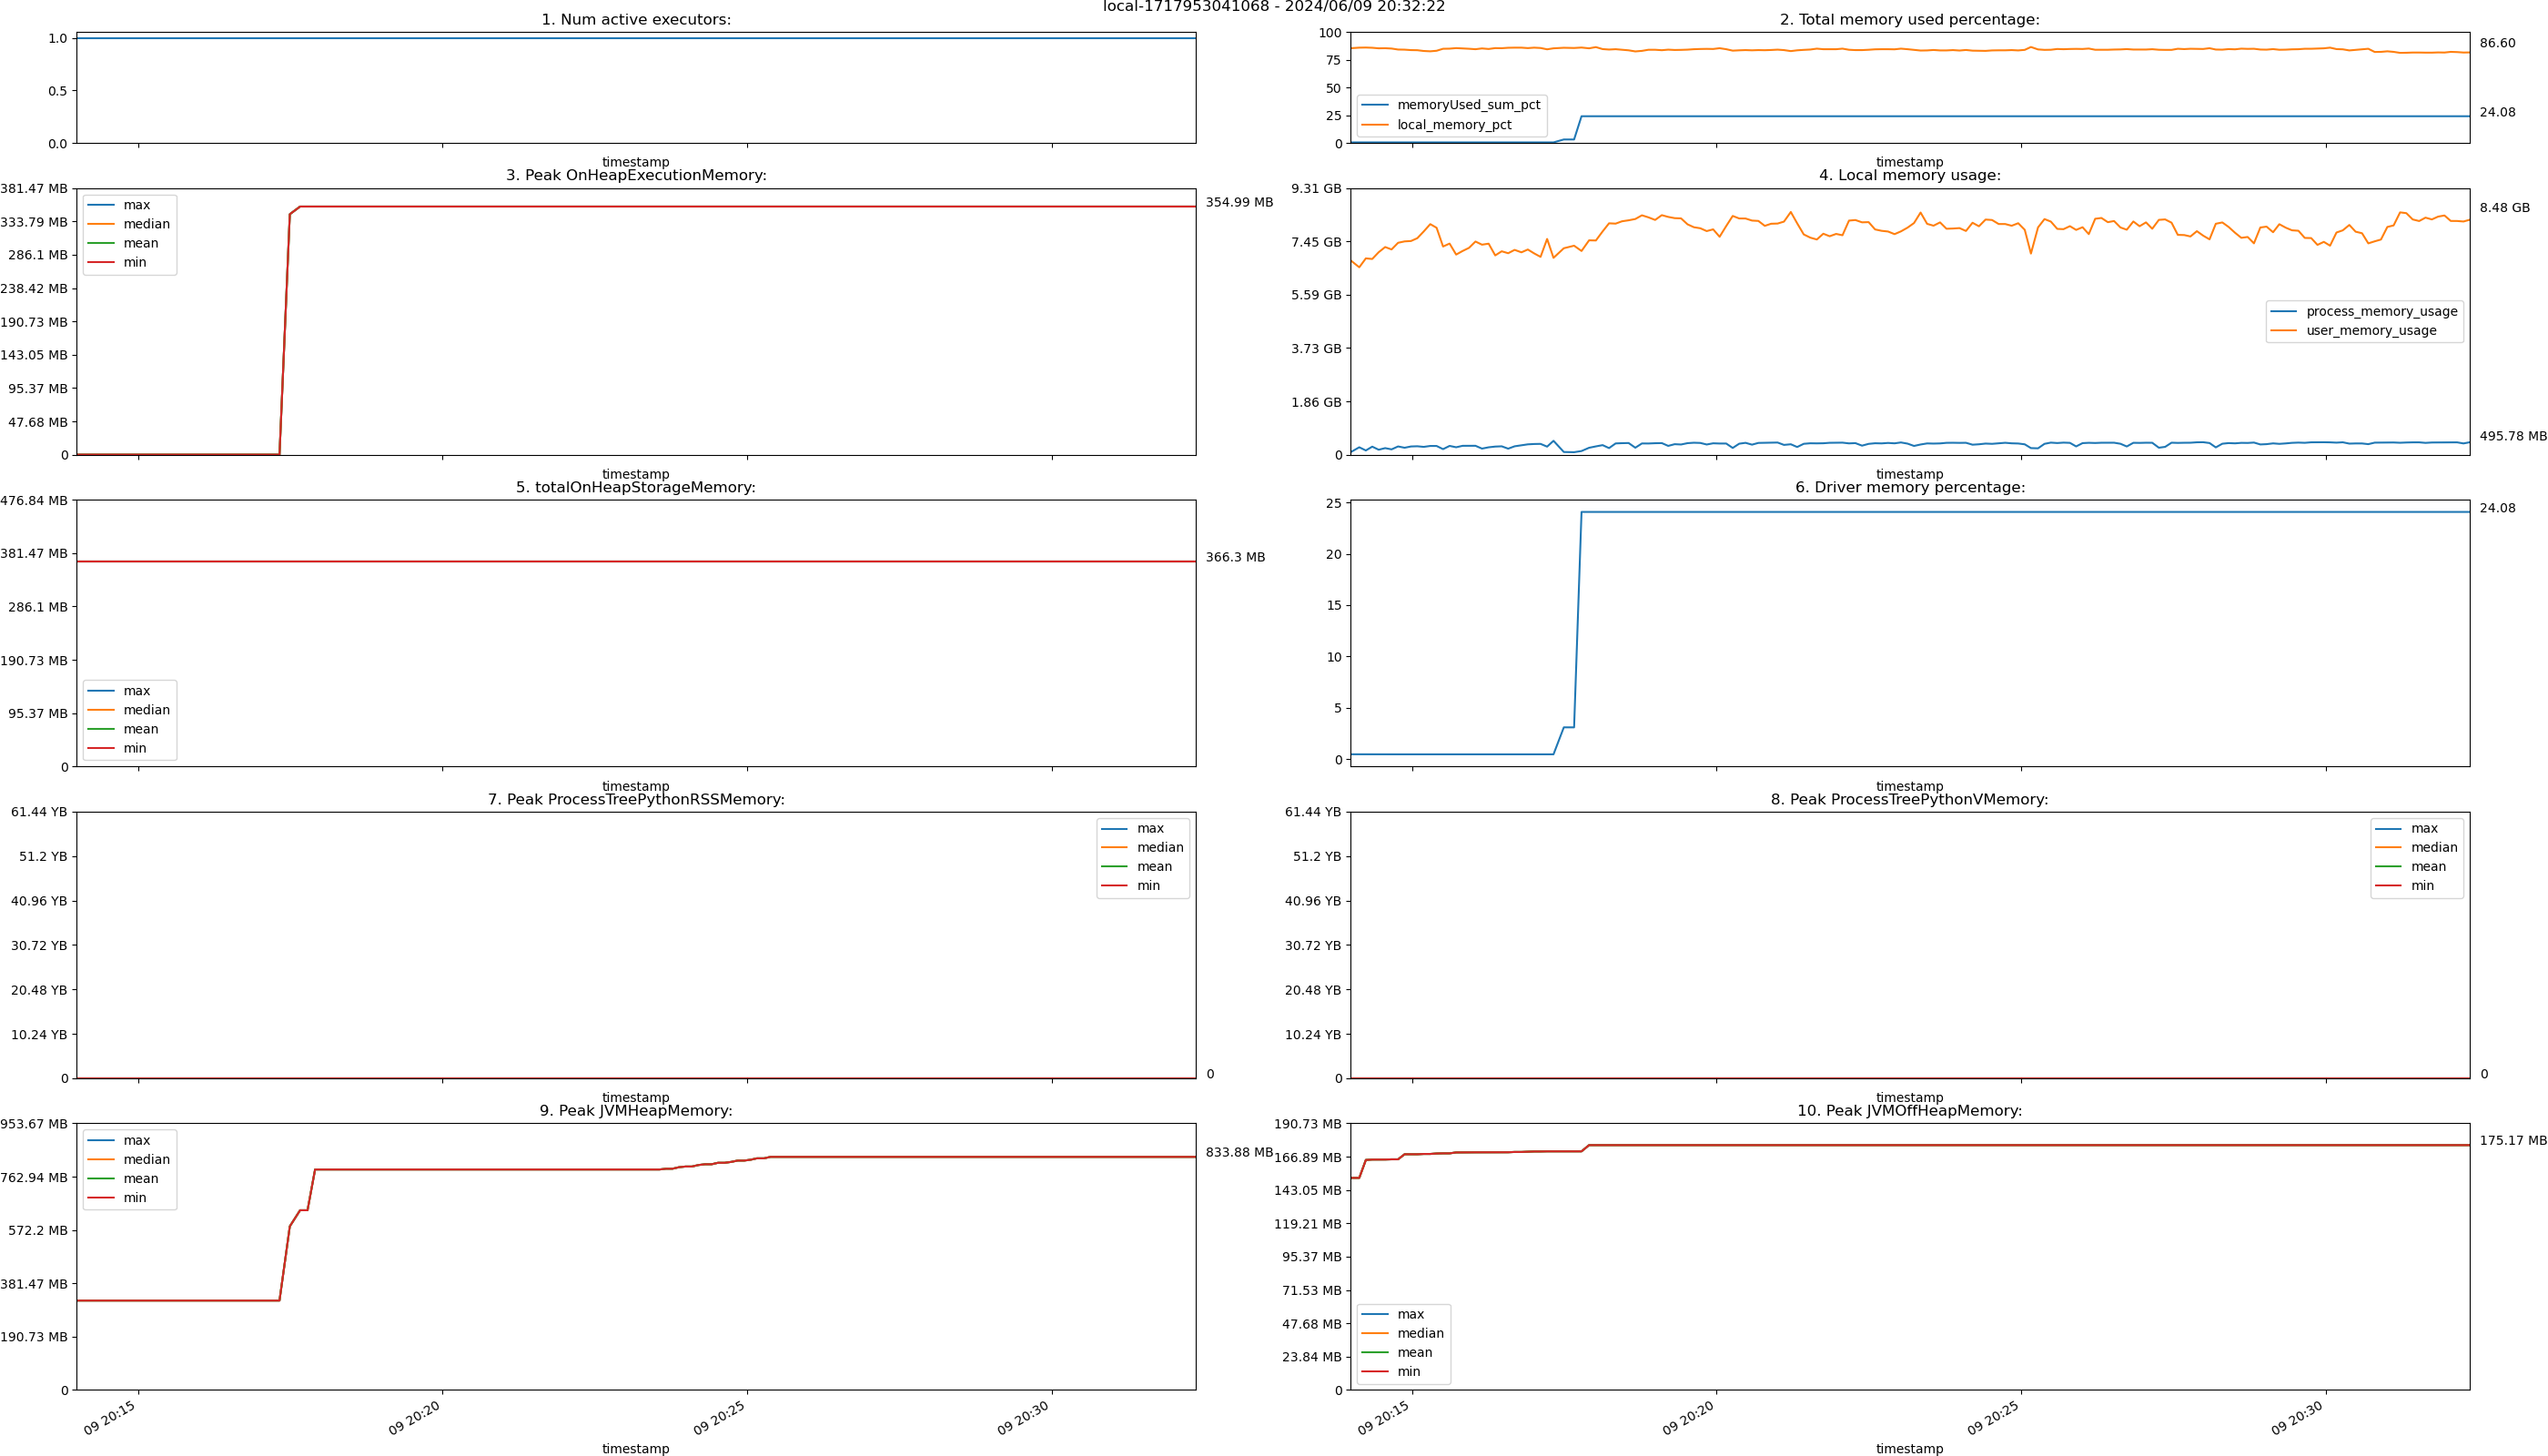 local-1717953041068 - 2024/06/09 20:32:22
1. Num active executors:
1.0
0.5
0.0
timestamp
2. Total memory used percentage:
100
75
50
25
0
memoryUsed_sum_pct
local_memory_pct
86.60
24.08
timestamp
3. Peak OnHeapExecutionMemory:
381.47 MB
333.79 MB
286.1 MB
238.42 MB
190.73 MB
143.05 MB
95.37 MB
47.68 MB
0
max
median
mean
min
354.99 MB
timestamp
4. Local memory usage:
9.31 GB
7.45 GB
5.59 GB
3.73 GB
1.86 GB
0
process_memory_usage
user_memory_usage
8.48 GB
495.78 MB
timestamp
5. totalOnHeapStorageMemory:
476.84 MB
381.47 MB
286.1 MB
190.73 MB
95.37 MB
0
max
median
mean
min
366.3 MB
timestamp
6. Driver memory percentage:
25
20
15
10
5
0
24.08
timestamp
7. Peak ProcessTreePythonRSSMemory:
61.44 YB
51.2 YB
40.96 YB
30.72 YB
20.48 YB
10.24 YB
0
max
median
mean
min
0
timestamp
8. Peak ProcessTreePythonVMemory:
61.44 YB
51.2 YB
40.96 YB
30.72 YB
20.48 YB
10.24 YB
0
max
median
mean
min
0
timestamp
9. Peak JVMHeapMemory:
953.67 MB
762.94 MB
572.2 MB
381.47 MB
190.73 MB
0
max
median
mean
min
833.88 MB
09 20:15
09 20:20
09 20:25
09 20:30
timestamp
10. Peak JVMOffHeapMemory:
190.73 MB
166.89 MB
143.05 MB
119.21 MB
95.37 MB
71.53 MB
47.68 MB
23.84 MB
0
max
median
mean
min
175.17 MB
09 20:15
09 20:20
09 20:25
09 20:30
timestamp